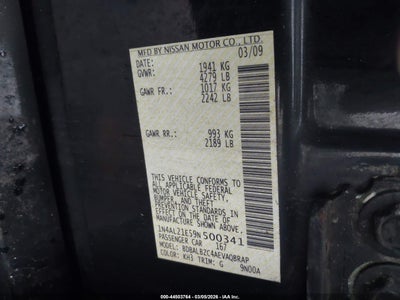 MFD BY NISSAN MOTOR CO., LTD.
DATE: 03/09
GVWR: 1941 KG
4279 LB
GAWR FR.: 1017 KG
2242 LB
GAWR RR.: 993 KG
2189 LB
THIS VEHICLE CONFORMS TO
ALL APPLICABLE FEDERAL
MOTOR VEHICLE SAFETY,
BUMPER, AND THEFT
PREVENTION STANDARDS IN
EFFECT ON THE DATE OF
MANUFACTURE SHOWN ABOVE.
1N4AL21E59N500341
PASSENGER CAR 167
MODEL: BDBALBZC4AEVAQBRAP
COLOR: KH3 TRIM: G 9N00A
IAA 44503764 - 03/05/2026 - IAA